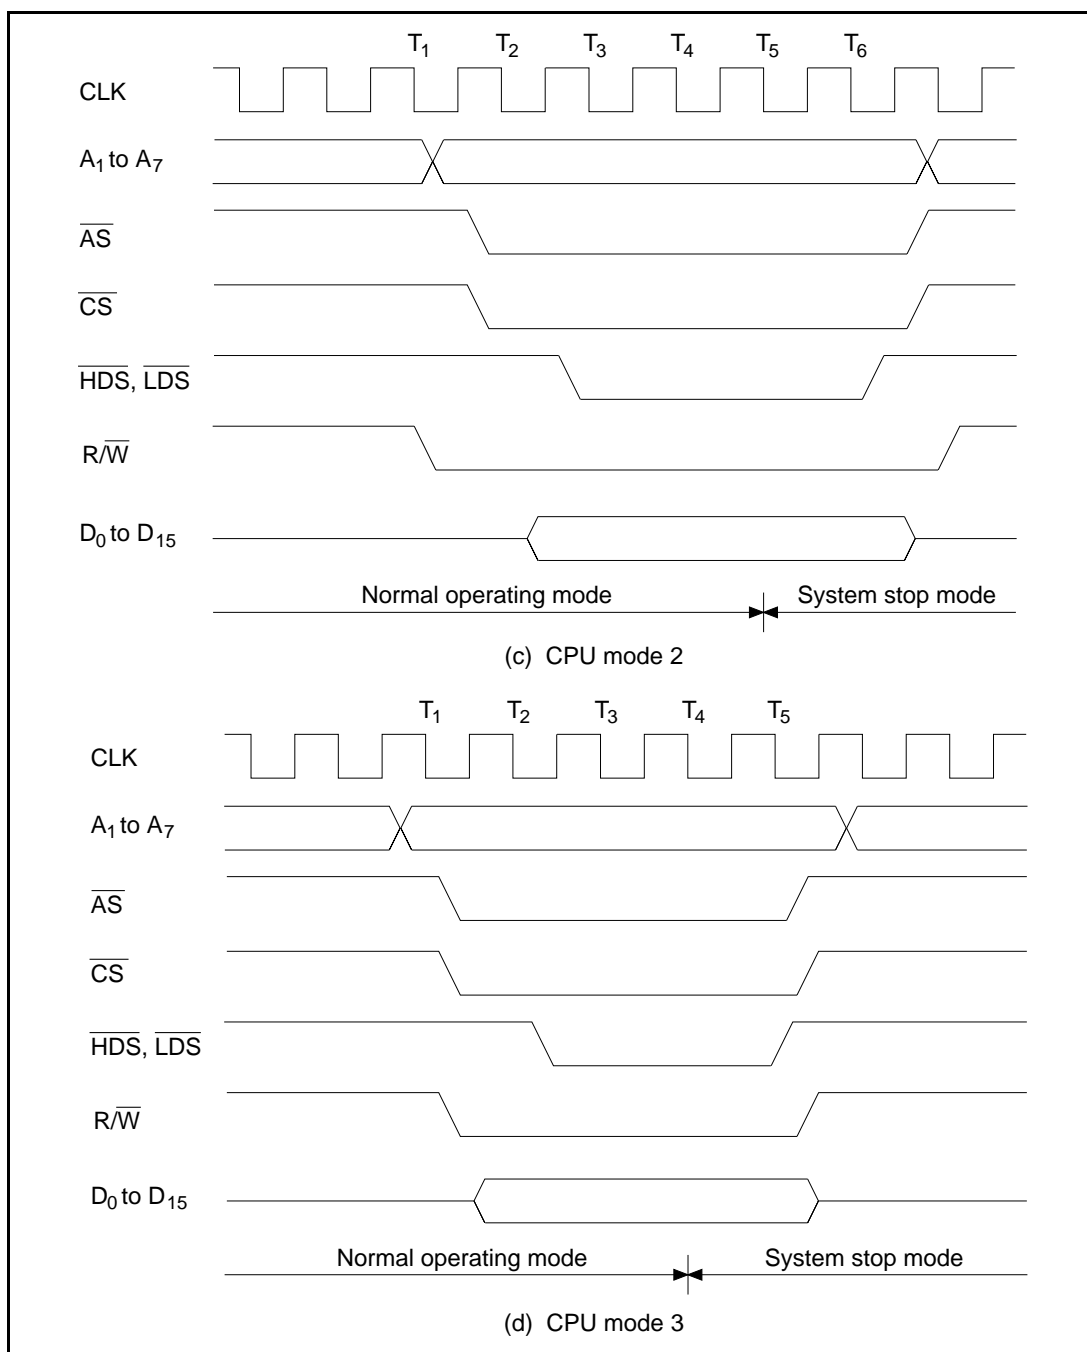 T1 T2 T3 T4 T5 T6
CLK
A1 to A7
AS
CS
HDS, LDS
R/W
D0 to D15
Normal operating mode System stop mode
(c) CPU mode 2
T1 T2 T3 T4 T5
CLK
A1 to A7
AS
CS
HDS, LDS
R/W
D0 to D15
Normal operating mode System stop mode
(d) CPU mode 3